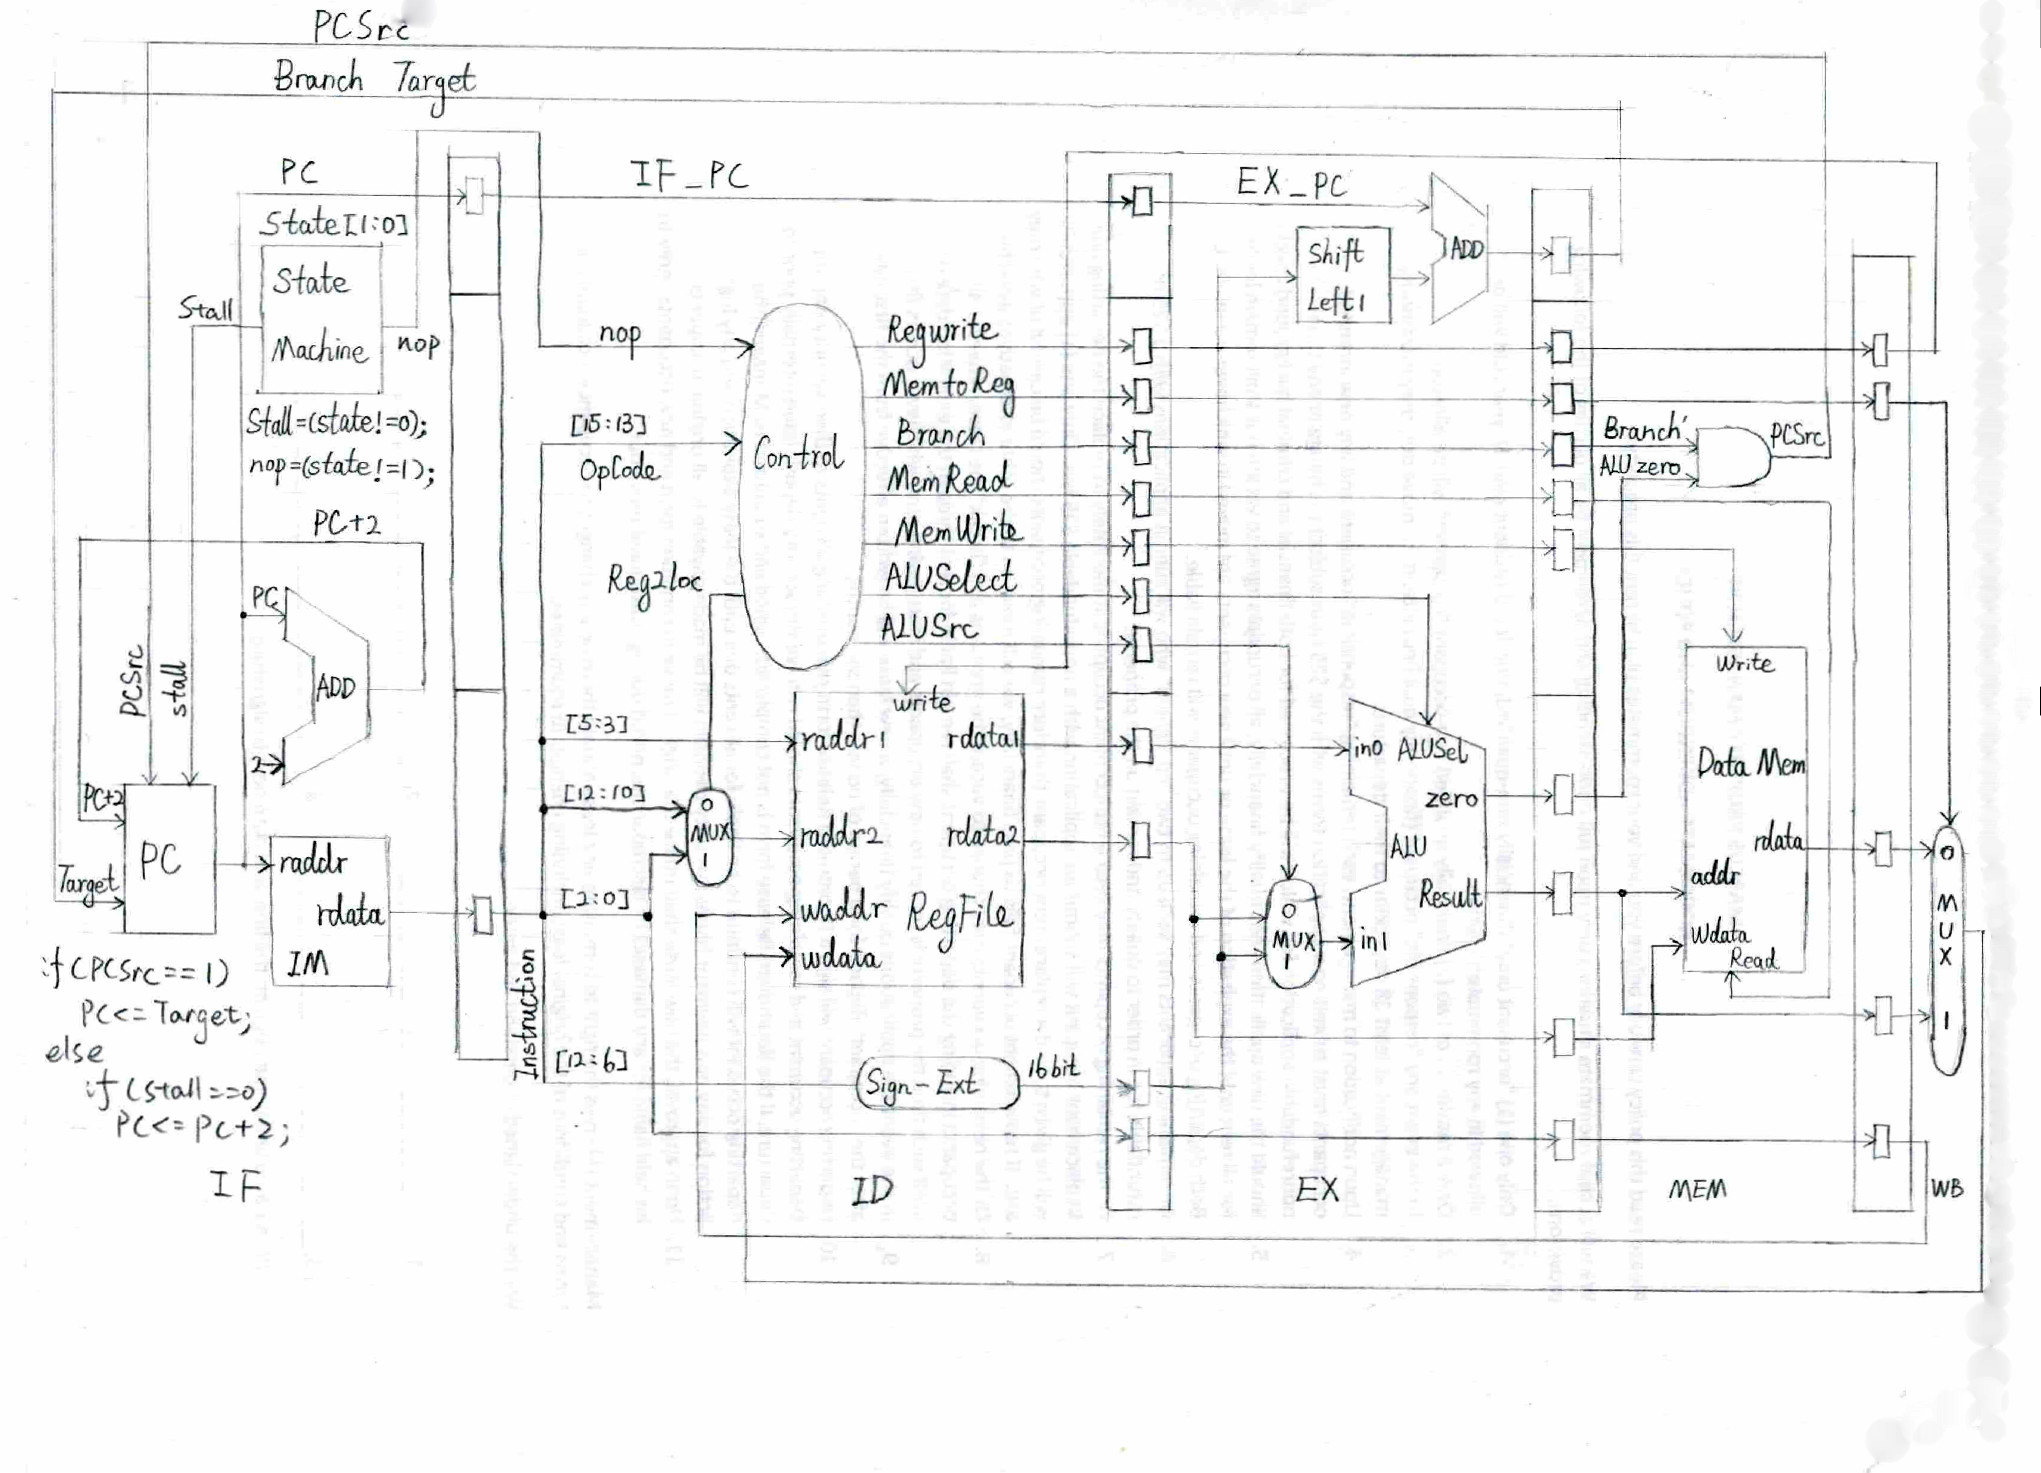 PCSrc
Branch Target
PC
IF_PC
EX_PC
State[1:0]
State
Machine
Stall
nop
Stall=(state!=0);
nop=(state!=1);
PC+2
PC
ADD
2
PCSrc
stall
PC+2
Target
PC
raddr
rdata
IM
if(PCSrc==1)
PC<=Target;
else
if(stall==0)
PC<=PC+2;
IF
Instruction
nop
[15:13]
OpCode
Control
Reg2loc
Regwrite
MemtoReg
Branch
MemRead
MemWrite
ALUSelect
ALUSrc
[5:3]
[12:10]
[2:0]
[12:6]
0
MUX
1
write
raddr1
rdata1
raddr2
rdata2
waddr
RegFile
wdata
Sign-Ext
16bit
ID
Shift
Left1
ADD
in0
ALUSel
zero
ALU
Result
in1
0
MUX
1
EX
Branch'
ALUzero
PCSrc
Write
Data Mem
rdata
addr
Wdata
Read
MEM
0
MUX
1
WB